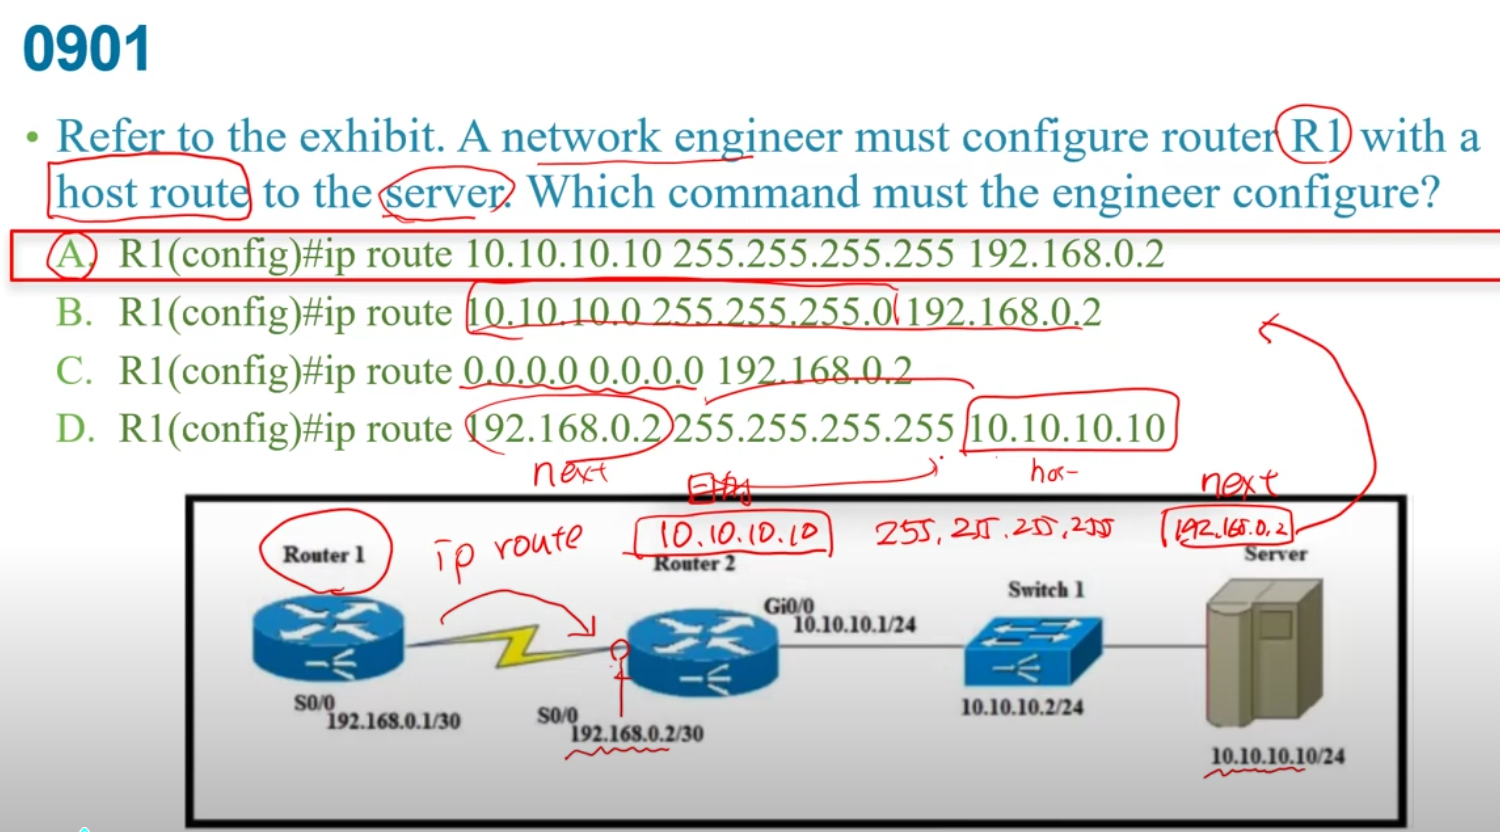 0901
• Refer to the exhibit. A network engineer must configure router R1 with a
host route to the server. Which command must the engineer configure?
A. R1(config)#ip route 10.10.10.10 255.255.255.255 192.168.0.2
B. R1(config)#ip route 10.10.10.0 255.255.255.0 192.168.0.2
C. R1(config)#ip route 0.0.0.0 0.0.0.0 192.168.0.2
D. R1(config)#ip route 192.168.0.2 255.255.255.255 10.10.10.10
next
hos
next
ip route 10.10.10.10 255.255.255.255 192.168.0.2
Router 1
Router 2
Server
Switch 1
Gi0/0
10.10.10.1/24
S0/0
192.168.0.1/30
S0/0
192.168.0.2/30
10.10.10.2/24
10.10.10.10/24